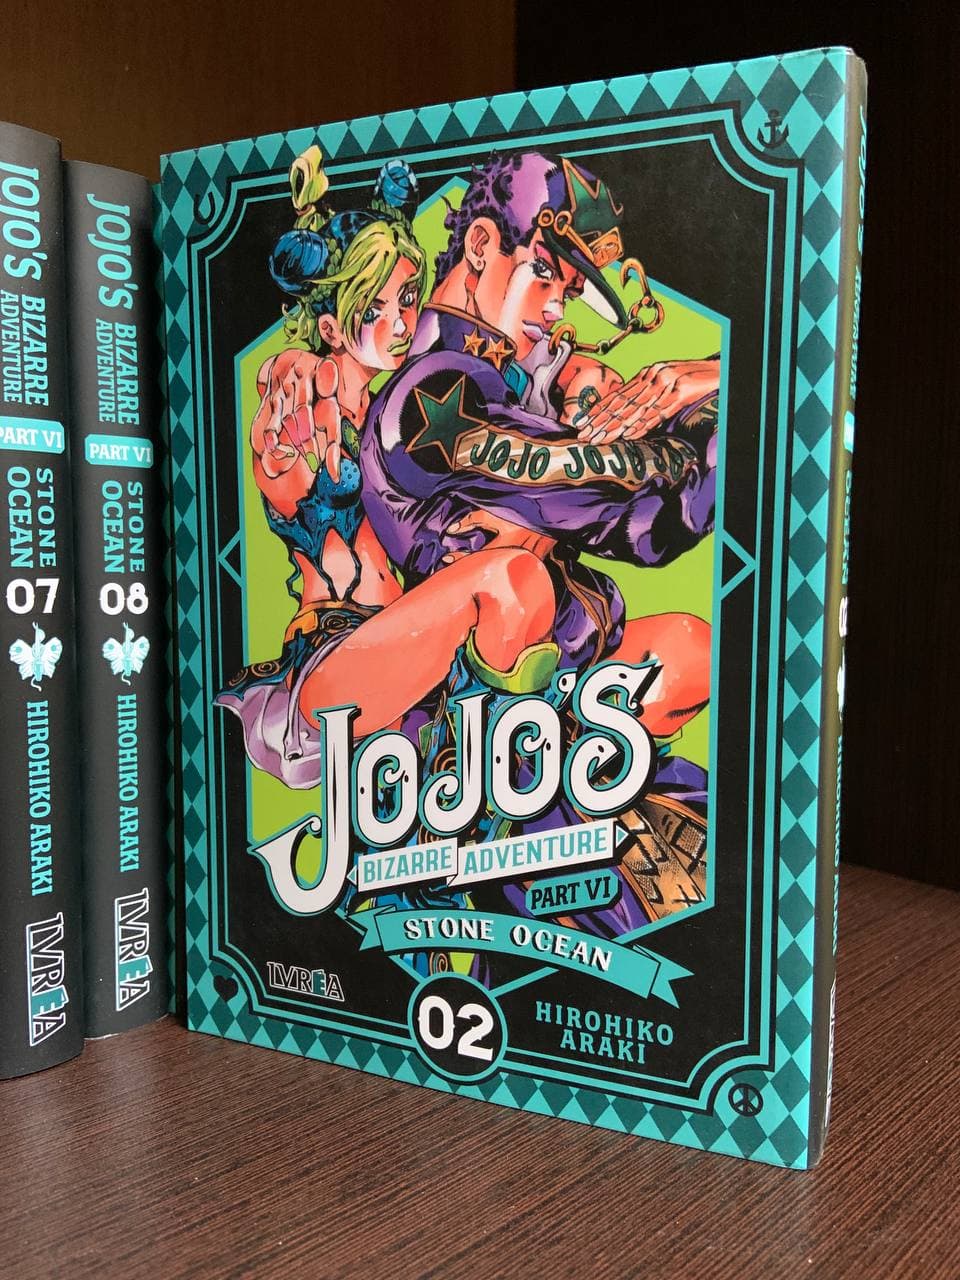 JOJO'S BIZARRE ADVENTURE
PART VI
STONE OCEAN
07
HIROHIKO ARAKI
IVREA
JOJO'S BIZARRE ADVENTURE
PART VI
STONE OCEAN
08
HIROHIKO ARAKI
IVREA
JOJO JOJO JOJO
JOJO'S
BIZARRE ADVENTURE
PART VI
STONE OCEAN
IVREA
02
HIROHIKO
ARAKI